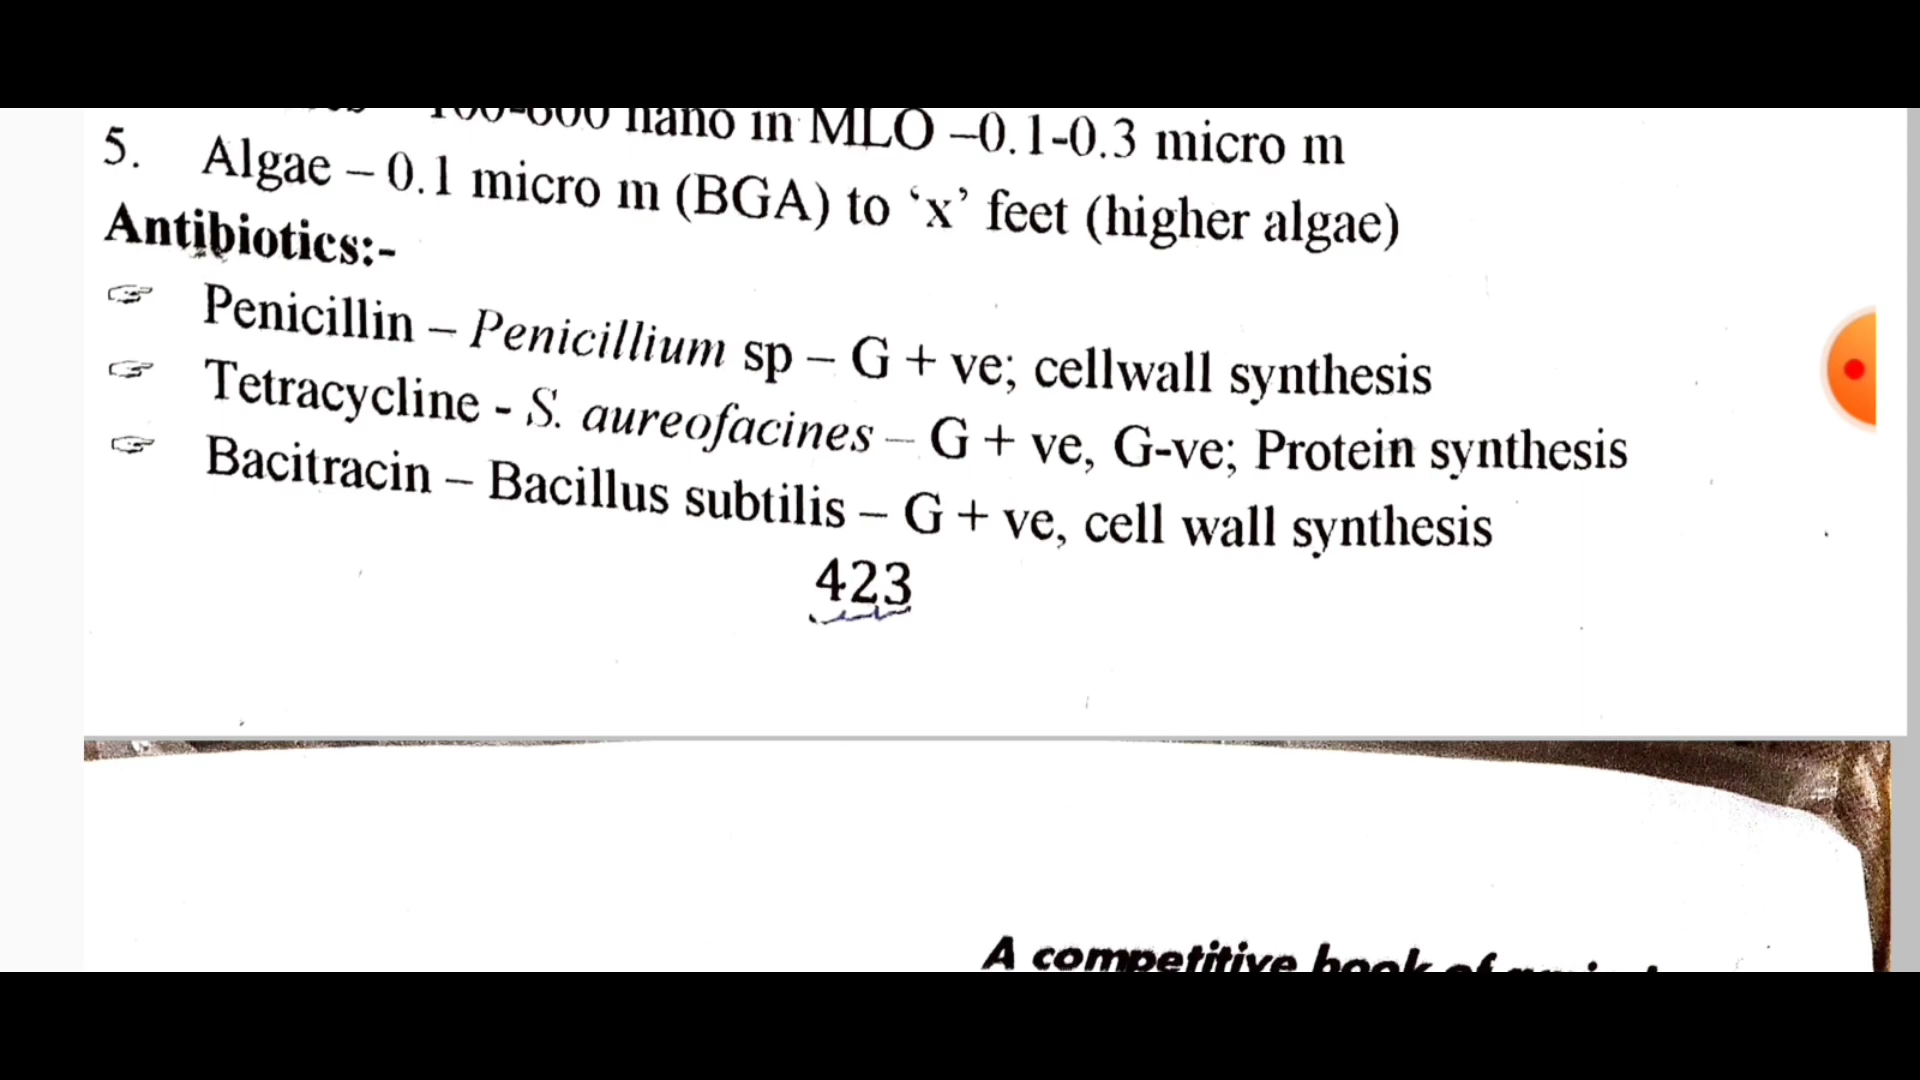 nano in MLO –0.1-0.3 micro m
5. Algae – 0.1 micro m (BGA) to ‘x’ feet (higher algae)
Antibiotics:-
☞ Penicillin – Penicillium sp – G + ve; cellwall synthesis
☞ Tetracycline - S. aureofacines – G + ve, G-ve; Protein synthesis
☞ Bacitracin – Bacillus subtilis – G + ve, cell wall synthesis
423
A competitive book of